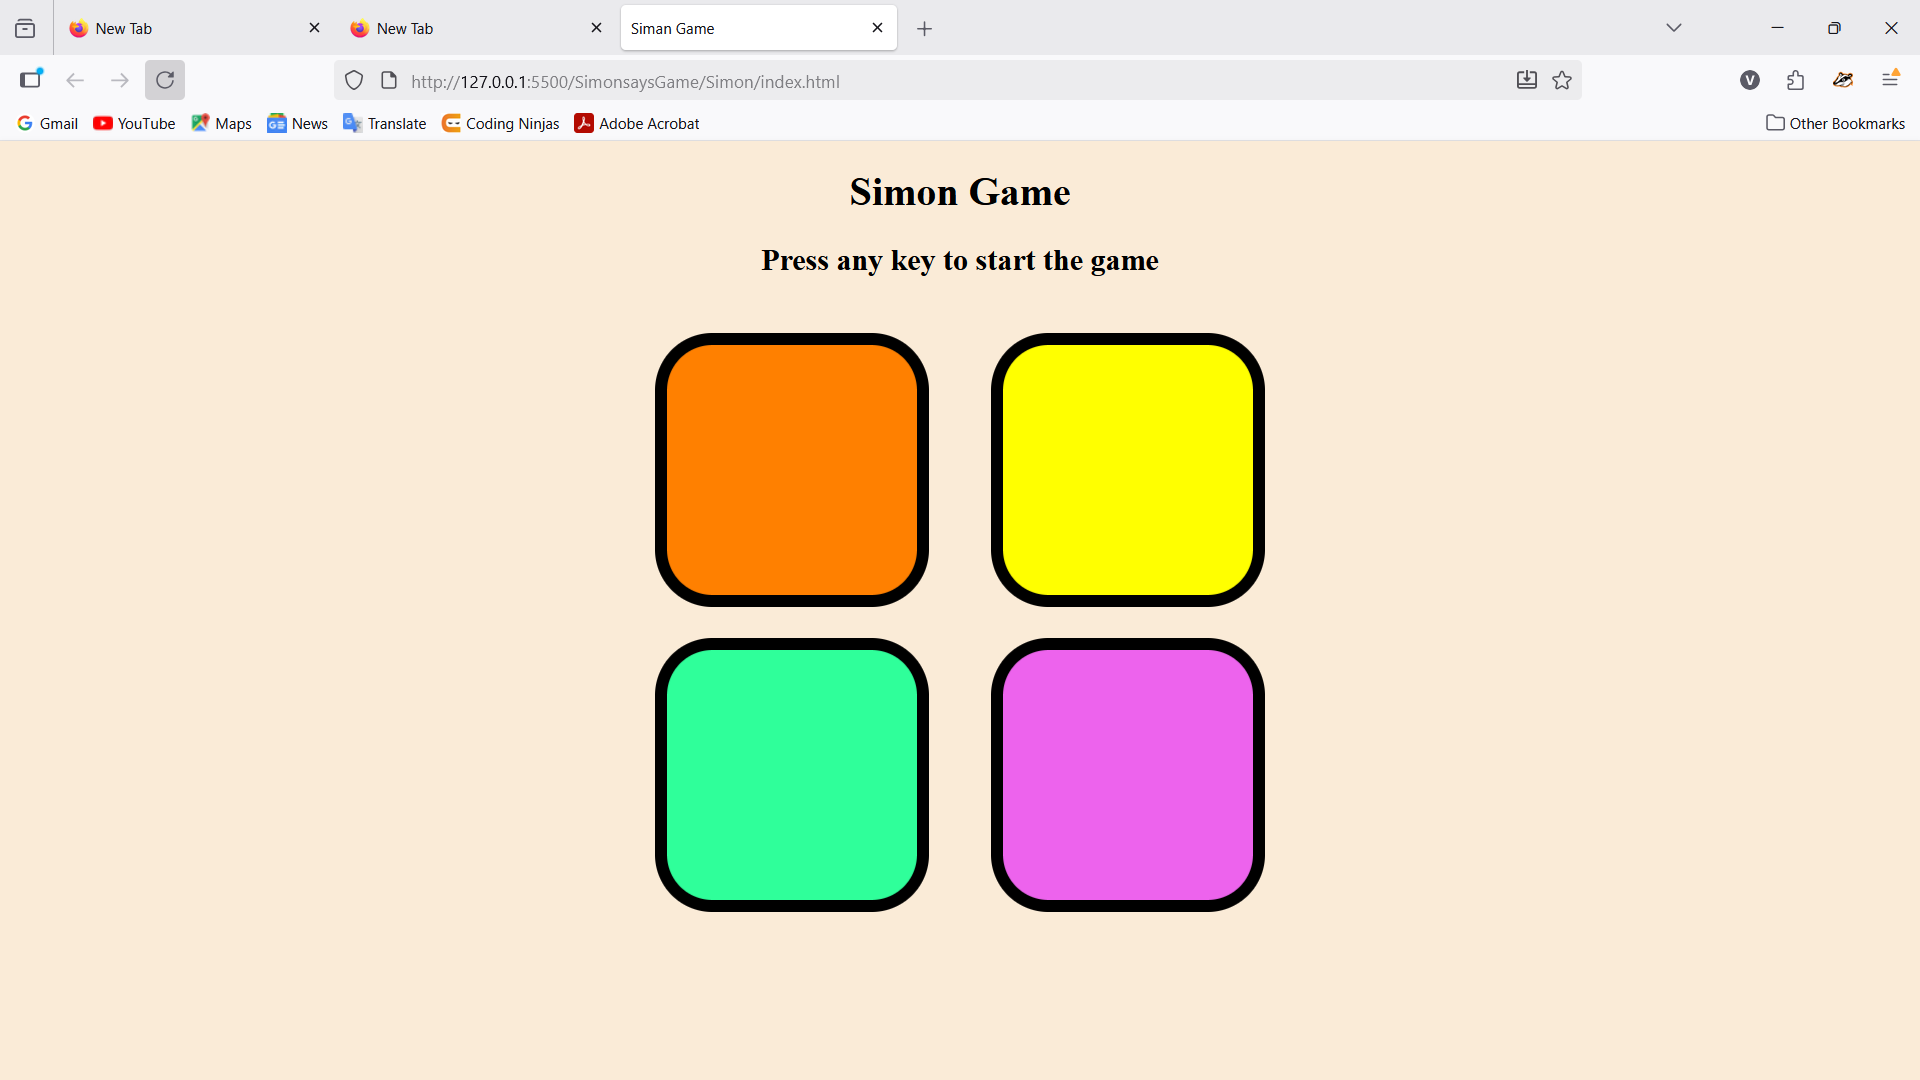 New Tab
New Tab
Siman Game
http://127.0.0.1:5500/SimonsaysGame/Simon/index.html
V
Gmail
YouTube
Maps
News
Translate
Coding Ninjas
Adobe Acrobat
Other Bookmarks
Simon Game
Press any key to start the game